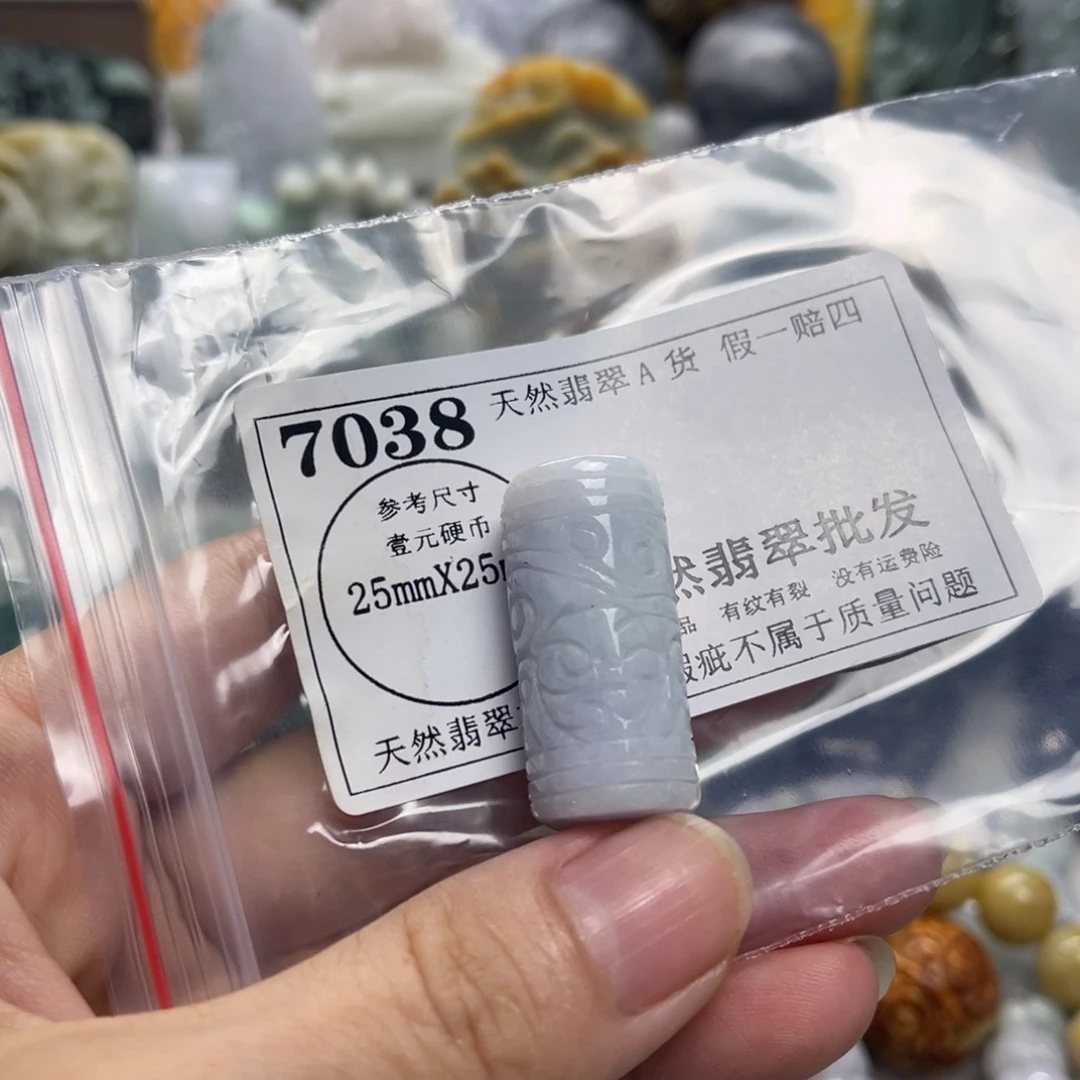 天然翡翠A货 假一赔四
7038
参考尺寸
壹元硬币
25mmX25
然翡翠批发
品 有纹有裂 没有运费险
瑕疵不属于质量问题
天然翡翠